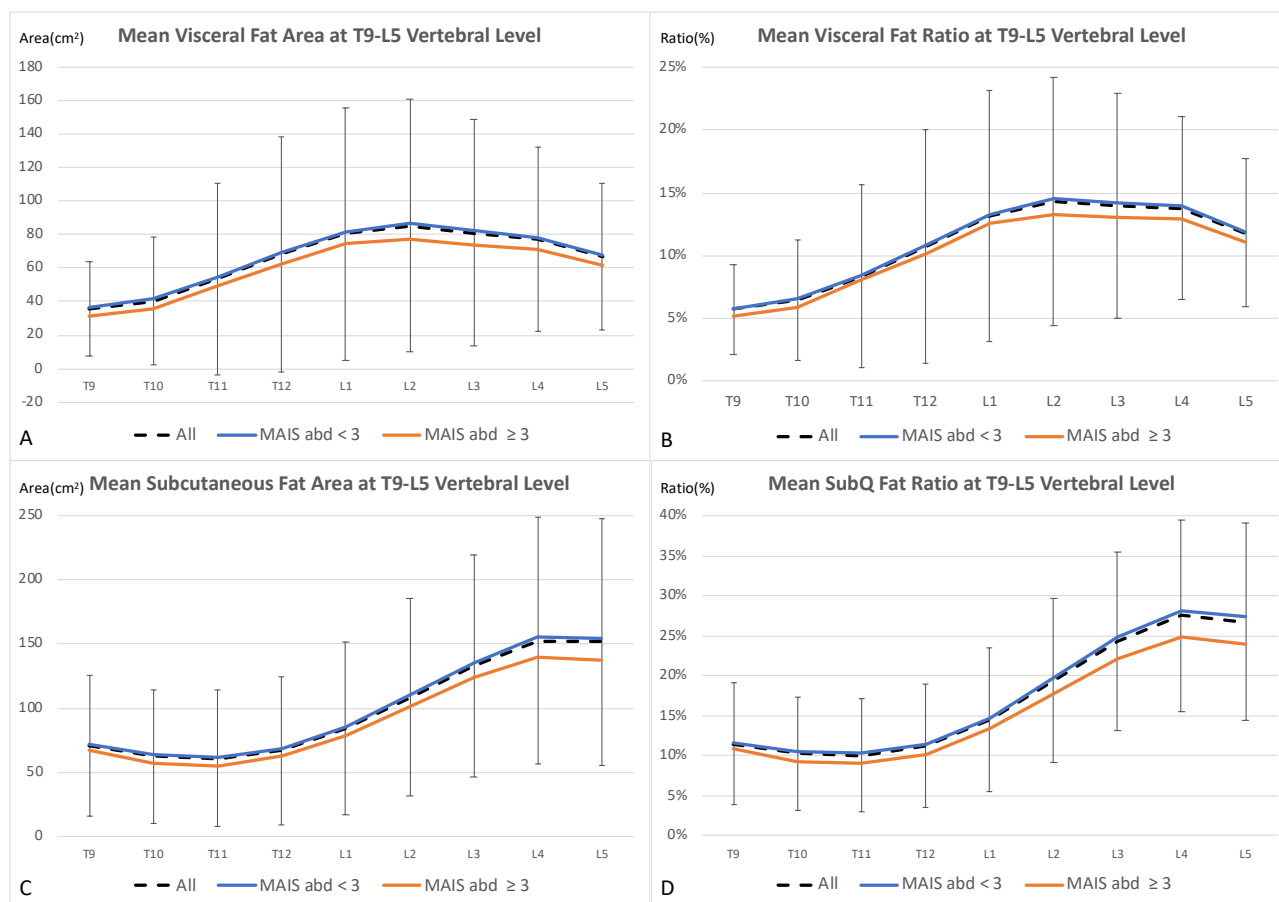 Area(cm²) Mean Visceral Fat Area at T9-L5 Vertebral Level
180
160
140
120
100
80
60
40
20
0
-20
T9 T10 T11 T12 L1 L2 L3 L4 L5
A All MAIS abd < 3 MAIS abd ≥ 3
Ratio(%) Mean Visceral Fat Ratio at T9-L5 Vertebral Level
25%
20%
15%
10%
5%
0%
T9 T10 T11 T12 L1 L2 L3 L4 L5
B All MAIS abd < 3 MAIS abd ≥ 3
Area(cm²) Mean Subcutaneous Fat Area at T9-L5 Vertebral Level
250
200
150
100
50
0
T9 T10 T11 T12 L1 L2 L3 L4 L5
C All MAIS abd < 3 MAIS abd ≥ 3
Ratio(%) Mean SubQ Fat Ratio at T9-L5 Vertebral Level
40%
35%
30%
25%
20%
15%
10%
5%
0%
T9 T10 T11 T12 L1 L2 L3 L4 L5
D All MAIS abd < 3 MAIS abd ≥ 3